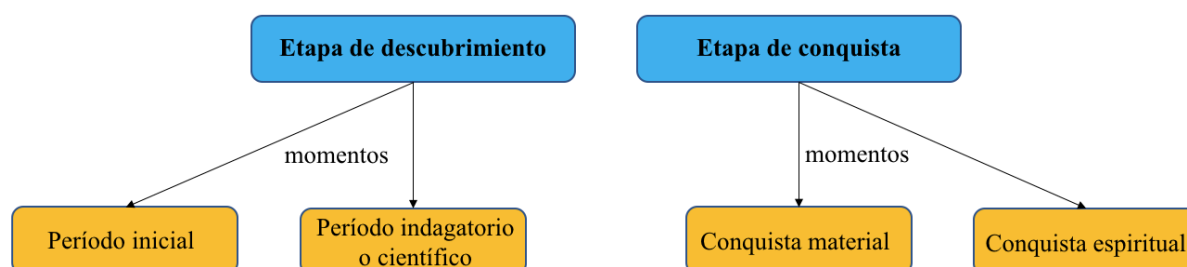 Etapa de descubrimiento
Etapa de conquista
momentos
momentos
Período inicial
Período indagatorio
o científico
Conquista material
Conquista espiritual